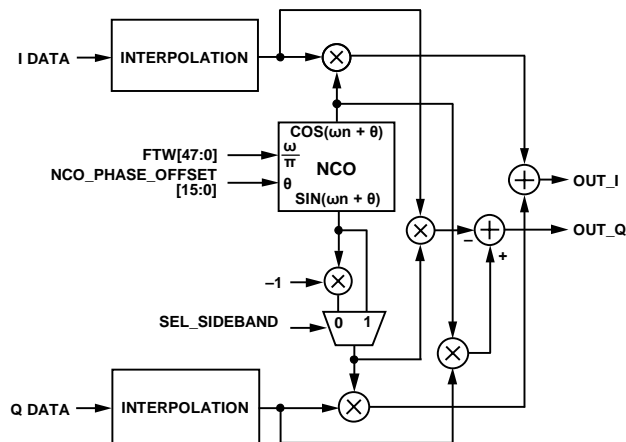 I DATA
INTERPOLATION
COS(ωn + θ)
FTW[47:0]
ω
π
NCO
NCO_PHASE_OFFSET
[15:0]
θ
SIN(ωn + θ)
OUT_I
OUT_Q
–
+
–1
SEL_SIDEBAND
0 1
Q DATA
INTERPOLATION